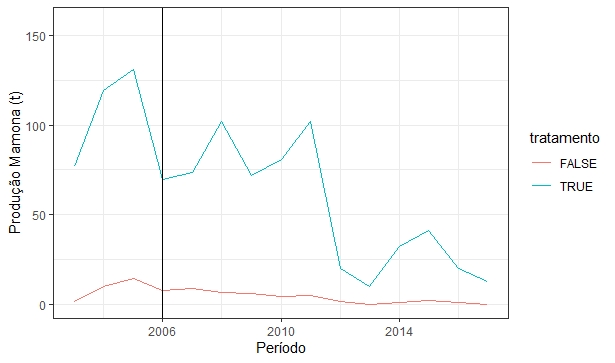 150
100
50
0
Produção Mamona (t)
2006
2010
2014
Período
tratamento
FALSE
TRUE